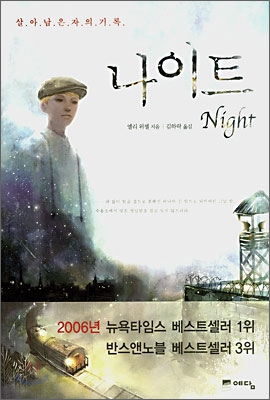 살·아·남·은·자·의·기·록·
나이트
Night
엘리 위젤 지음 | 김하락 옮김
2006년 뉴욕타임스 베스트셀러 1위
반스앤노블 베스트셀러 3위
예담